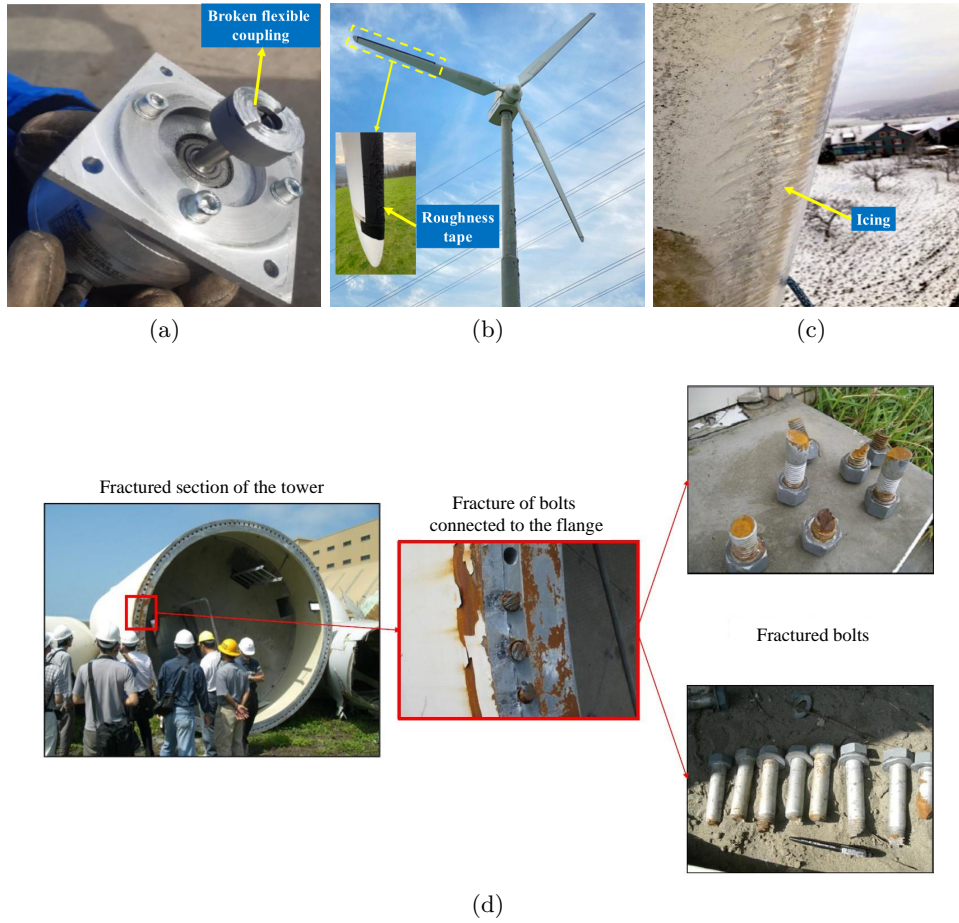 Broken flexible
coupling
Roughness
tape
Icing
(a)
(b)
(c)
Fractured section of the tower
Fracture of bolts
connected to the flange
Fractured bolts
(d)